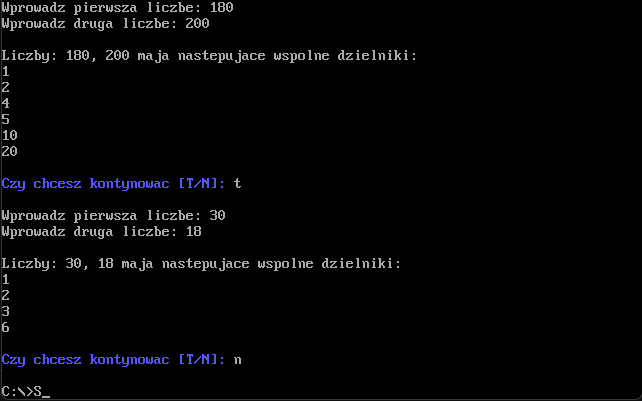 Wprowadz pierwsza liczbe: 180
Wprowadz druga liczbe: 200
Liczby: 180, 200 maja nastepujace wspolne dzielniki:
1
2
4
5
10
20
Czy chcesz kontynowac [T/N]: t
Wprowadz pierwsza liczbe: 30
Wprowadz druga liczbe: 18
Liczby: 30, 18 maja nastepujace wspolne dzielniki:
1
2
3
6
Czy chcesz kontynowac [T/N]: n
C:\>S_